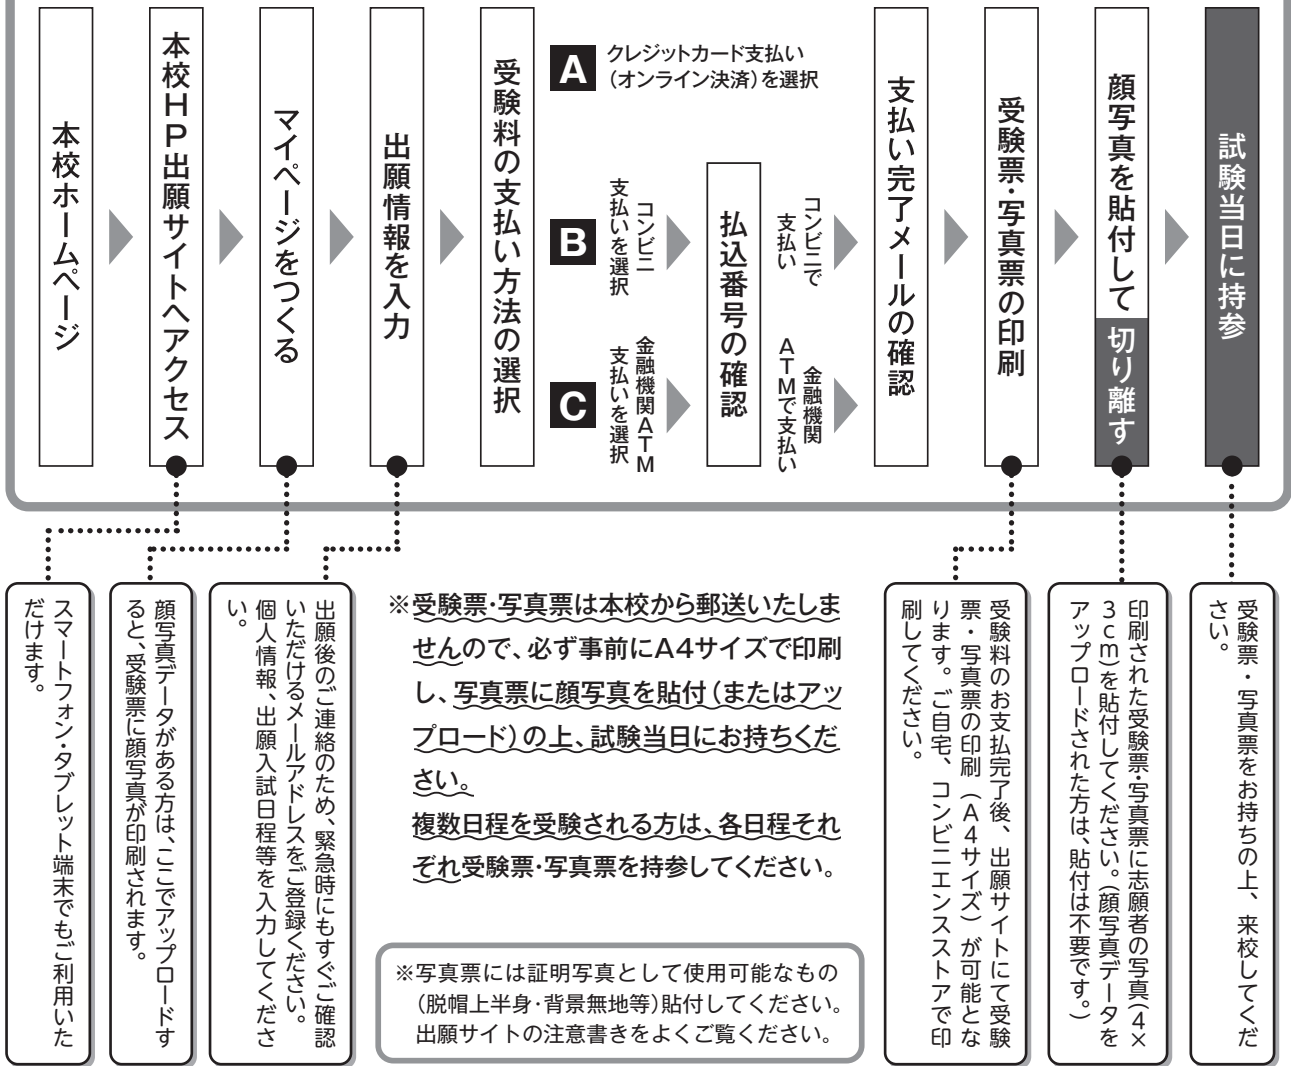 本校ホームページ
本校HP出願サイトへアクセス
マイページをつくる
出願情報を入力
受験料の支払い方法の選択
A
クレジットカード支払い
(オンライン決済)を選択
B
コンビニ
支払いを選択
C
金融機関ATM
支払いを選択
払込番号の確認
コンビニで
支払い
金融機関
ATMで支払い
支払い完了メールの確認
受験票・写真票の印刷
顔写真を貼付して切り離す
試験当日に持参
スマートフォン・タブレット端末でもご利用いた
だけます。
顔写真データがある方は、ここでアップロードす
ると、受験票に顔写真が印刷されます。
出願後のご連絡のため、緊急時にもすぐご確認
いただけるメールアドレスをご登録ください。
個人情報、出願入試日程等を入力してくださ
い。
※受験票・写真票は本校から郵送いたしま
せんので、必ず事前にA4サイズで印刷
し、写真票に顔写真を貼付(またはアッ
プロード)の上、試験当日にお持ちくだ
さい。
複数日程を受験される方は、各日程それ
ぞれ受験票・写真票を持参してください。
※写真票には証明写真として使用可能なもの
(脱帽上半身・背景無地等)貼付してください。
出願サイトの注意書きをよくご覧ください。
受験料のお支払完了後、出願サイトにて受験
票・写真票の印刷(A4サイズ)が可能とな
ります。ご自宅、コンビニエンスストアで印
刷してください。
印刷された受験票・写真票に志願者の写真(4×
3cm)を貼付してください。(顔写真データを
アップロードされた方は、貼付は不要です。)
受験票・写真票をお持ちの上、来校してくだ
さい。